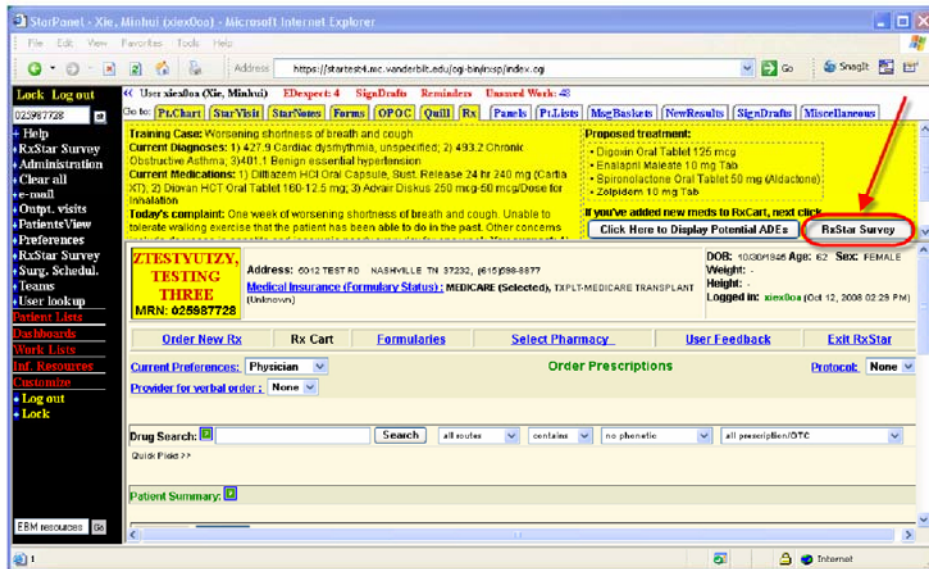 StarPanel - Xie, Minhui (xiex0oa) - Microsoft Internet Explorer
File Edit View Favorites Tools Help
Address https://startest4.mc.vanderbilt.edu/cgi-bin/rxsp/index.cgi Go SnagIt
Lock Log out
025987728
Help
RxStar Survey
Administration
Clear all
e-mail
Outpt. visits
PatientsView
Preferences
RxStar Survey
Surg. Schedul.
Teams
User lookup
Patient Lists
Dashboards
Work Lists
Inf. Resources
Customize
Log out
Lock
EBM resources Go
<< User xiex0oa (Xie, Minhui) EDexpect: 4 SignDrafts Reminders Unsaved Work: 48
Go to: Pt.Chart StarVisit StarNotes Forms OPOC Quill Rx Panels Pt.Lists MsgBaskets NewResults SignDrafts Miscellaneous
Training Case: Worsening shortness of breath and cough
Current Diagnoses: 1) 427.9 Cardiac dysrhythmia, unspecified; 2) 493.2 Chronic
Obstructive Asthma; 3)401.1 Benign essential hypertension
Current Medications: 1) Diltiazem HCl Oral Capsule, Sust. Release 24 hr 240 mg (Cartia
XT); 2) Diovan HCT Oral Tablet 160-12.5 mg; 3) Advair Diskus 250 mcg-50 mcg/Dose for
Inhalation
Today's complaint: One week of worsening shortness of breath and cough. Unable to
tolerate walking exercise that the patient has been able to do in the past. Other concerns
Proposed treatment:
• Digoxin Oral Tablet 125 mcg
• Enalapril Maleate 10 mg Tab
• Spironolactone Oral Tablet 50 mg (Aldactone)
• Zolpidem 10 mg Tab
If you've added new meds to RxCart, next click
Click Here to Display Potential ADEs RxStar Survey
ZTESTYUTZY,
TESTING
THREE
MRN: 025987728
Address: 6012 TEST RD NASHVILLE TN 37232, (615)598-8877
Medical Insurance (Formulary Status) : MEDICARE (Selected), TXPLT-MEDICARE TRANSPLANT
(Unknown)
DOB: 10/30/1946 Age: 62 Sex: FEMALE
Weight: -
Height: -
Logged in: xiex0oa (Oct 12, 2008 02:29 PM)
Order New Rx Rx Cart Formularies Select Pharmacy User Feedback Exit RxStar
Current Preferences: Physician Order Prescriptions Protocol: None
Provider for verbal order : None
Drug Search: Search all routes contains no phonetic all prescription/OTC
Quick Picks >>
Patient Summary:
1 Internet